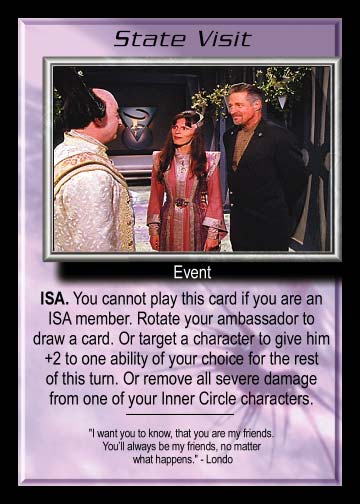 State Visit
Event
ISA. You cannot play this card if you are an
ISA member. Rotate your ambassador to
draw a card. Or target a character to give him
+2 to one ability of your choice for the rest
of this turn. Or remove all severe damage
from one of your Inner Circle characters.
"I want you to know, that you are my friends.
You'll always be my friends, no matter
what happens." - Londo